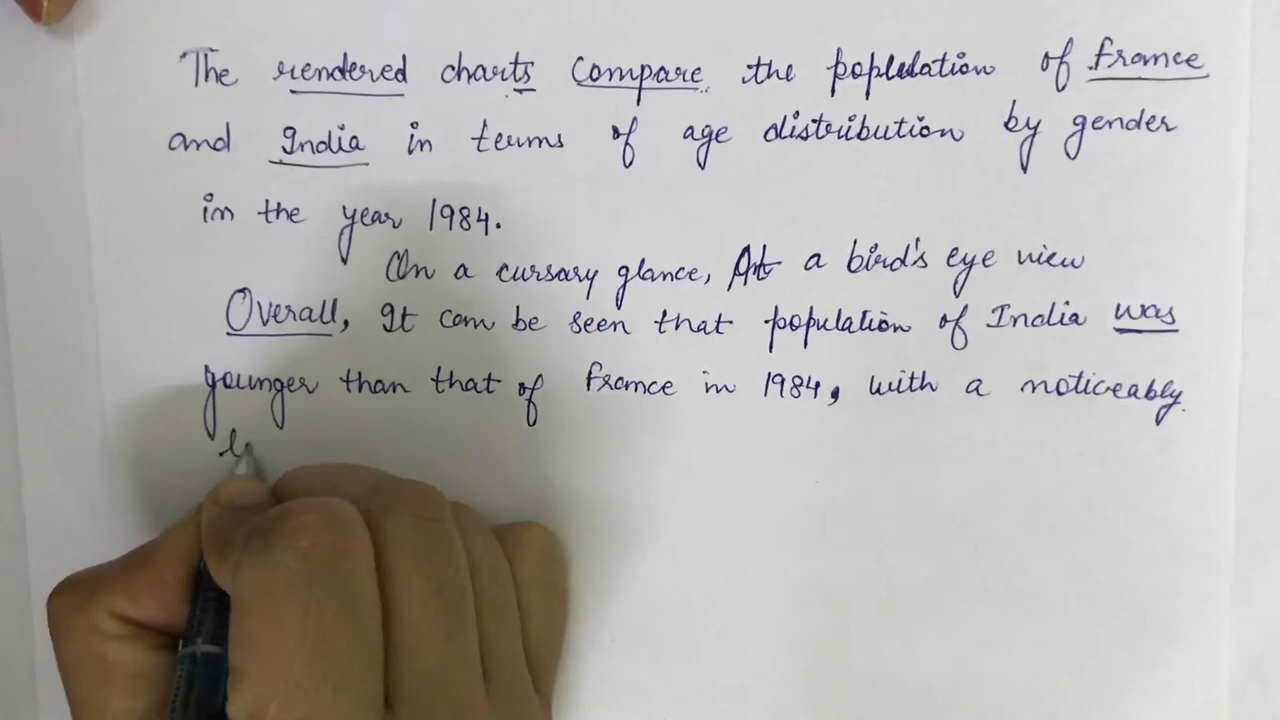 The rendered charts compare the poplulation of france
and India in terms of age distribution by gender
in the year 1984.
On a cursary glance, At a bird's eye view
Overall, It can be seen that population of India was
younger than that of france in 1984, with a noticeably